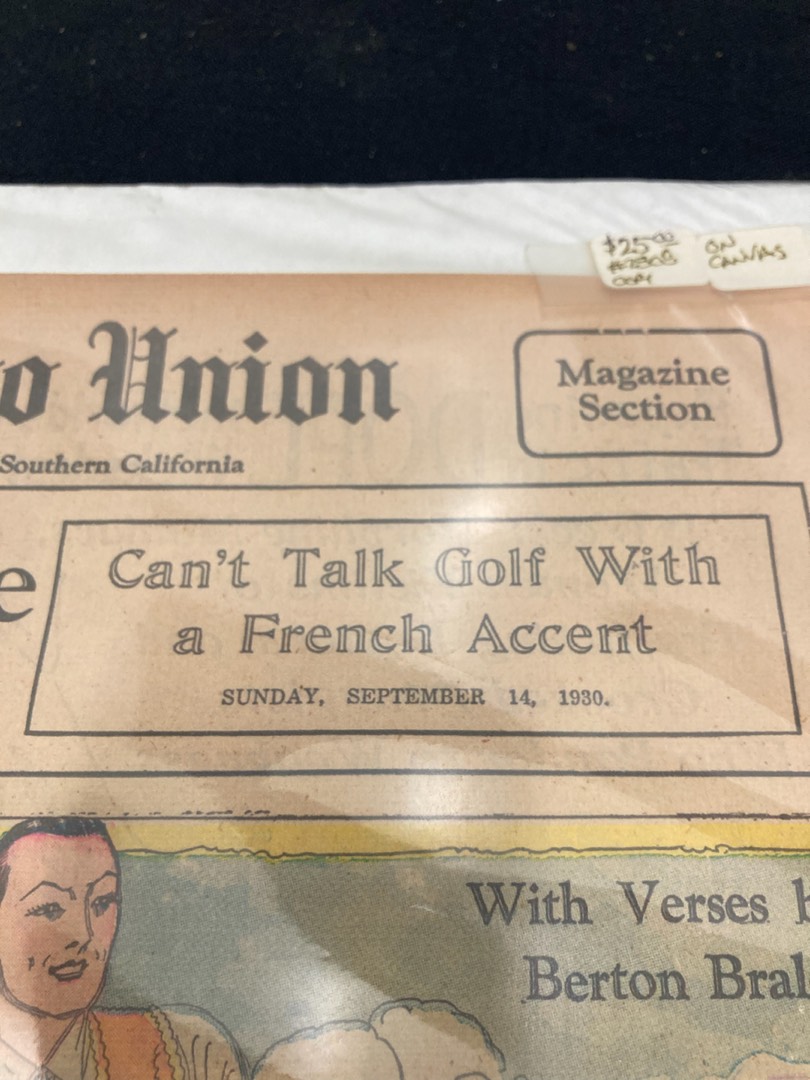 $25.00 ON
CANVAS
COPY
o Union
Magazine
Section
Southern California
e
Can't Talk Golf With
a French Accent
SUNDAY, SEPTEMBER 14, 1930.
With Verses b
Berton Bral